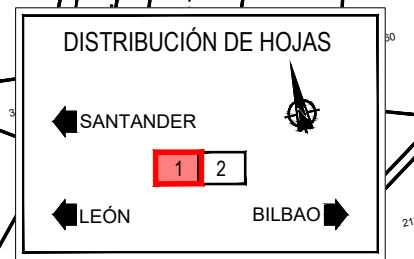 DISTRIBUCIÓN DE HOJAS
SANTANDER
1 2
LEÓN BILBAO